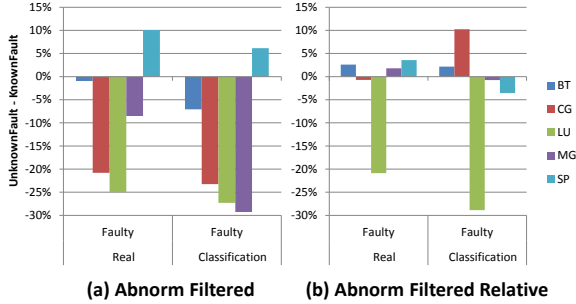 UnknownFault - KnownFault
15%
10%
5%
0%
-5%
-10%
-15%
-20%
-25%
-30%
Faulty
Faulty
Real
Classification
(a) Abnorm Filtered
15%
10%
5%
0%
-5%
-10%
-15%
-20%
-25%
-30%
Faulty
Faulty
Real
Classification
(b) Abnorm Filtered Relative
BT
CG
LU
MG
SP